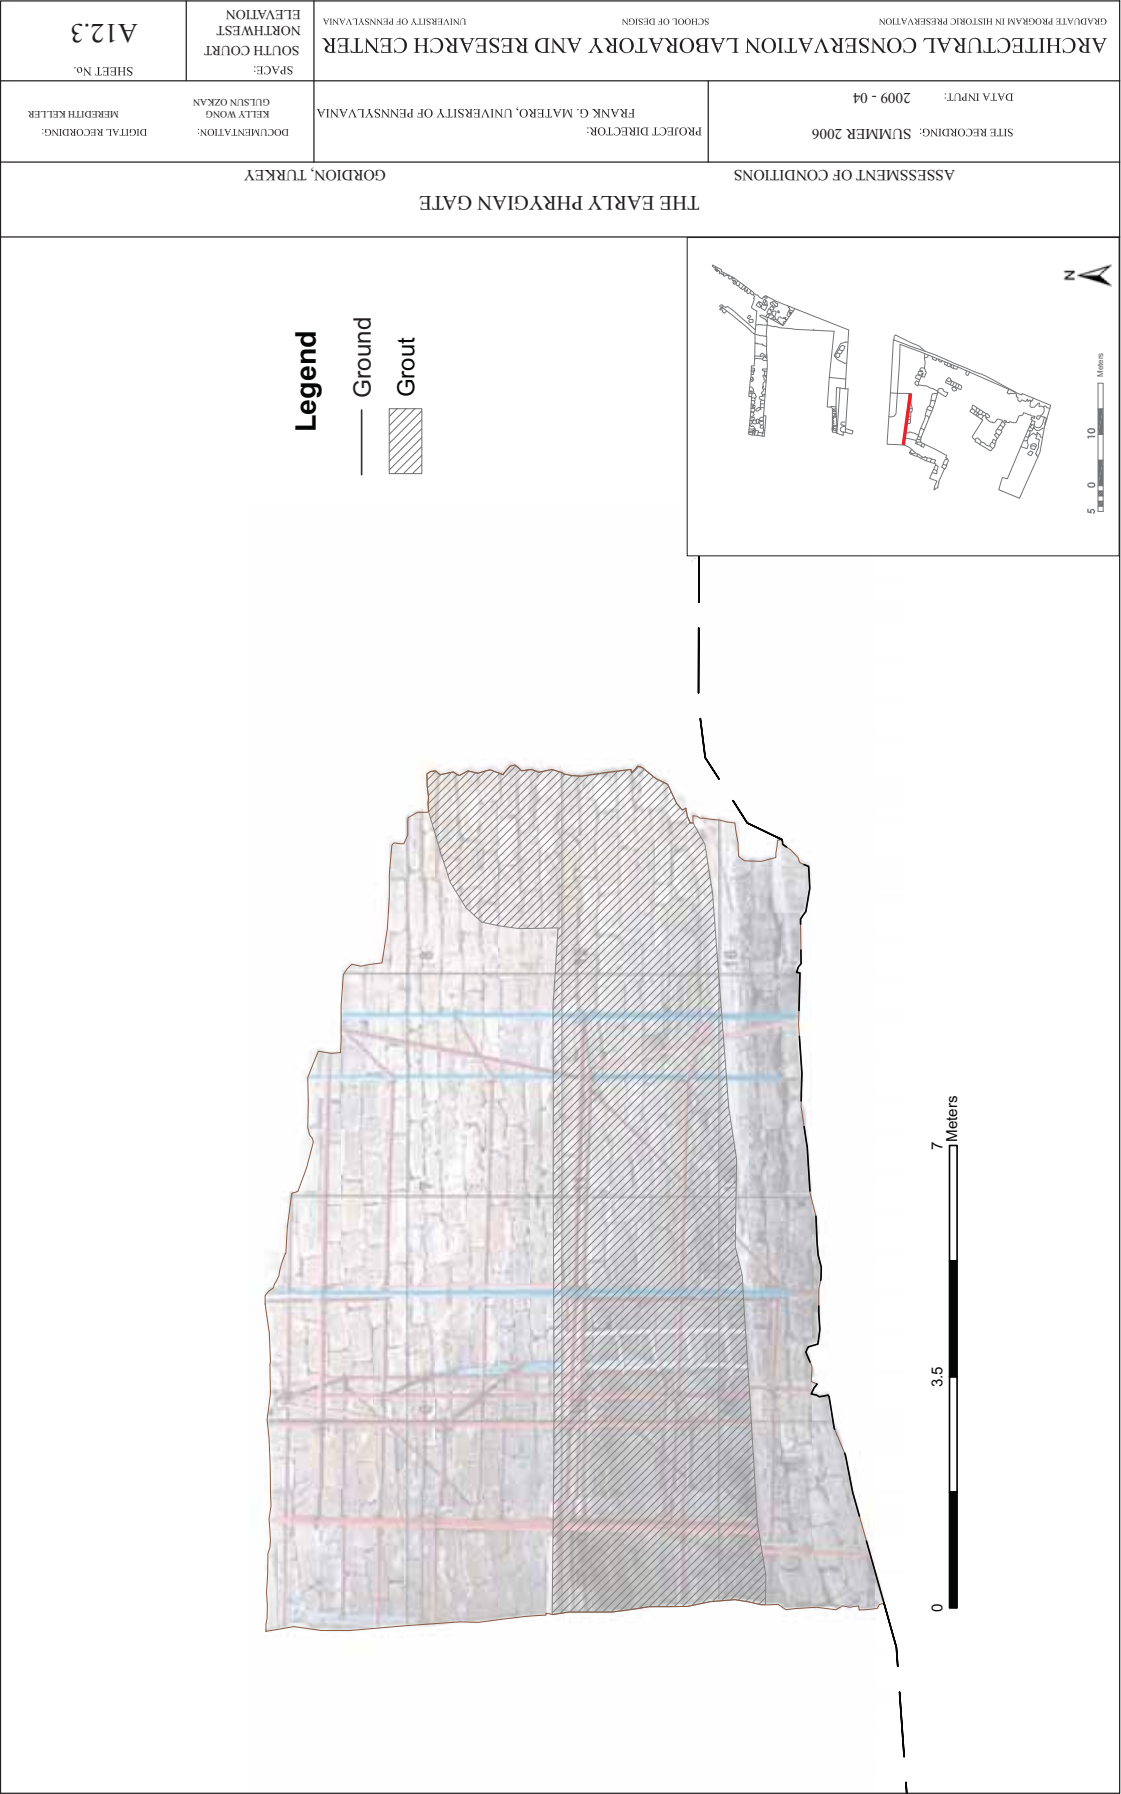 THE EARLY PHRYGIAN GATE
ASSESSMENT OF CONDITIONS
GORDION, TURKEY
SITE RECORDING: SUMMER 2006
DATA INPUT: 2009 - 04
PROJECT DIRECTOR:
FRANK G. MATERO, UNIVERSITY OF PENNSYLVANIA
DOCUMENTATION:
KELLY WONG
GULSUN OZKAN
DIGITAL RECORDING:
MEREDITH KELLER
ARCHITECTURAL CONSERVATION LABORATORY AND RESEARCH CENTER
GRADUATE PROGRAM IN HISTORIC PRESERVATION
SCHOOL OF DESIGN
UNIVERSITY OF PENNSYLVANIA
SPACE:
SOUTH COURT
NORTHWEST
ELEVATION
SHEET No.
A12.3
Legend
Ground
Grout
N
5 0 10 Meters
0 3.5 7 Meters